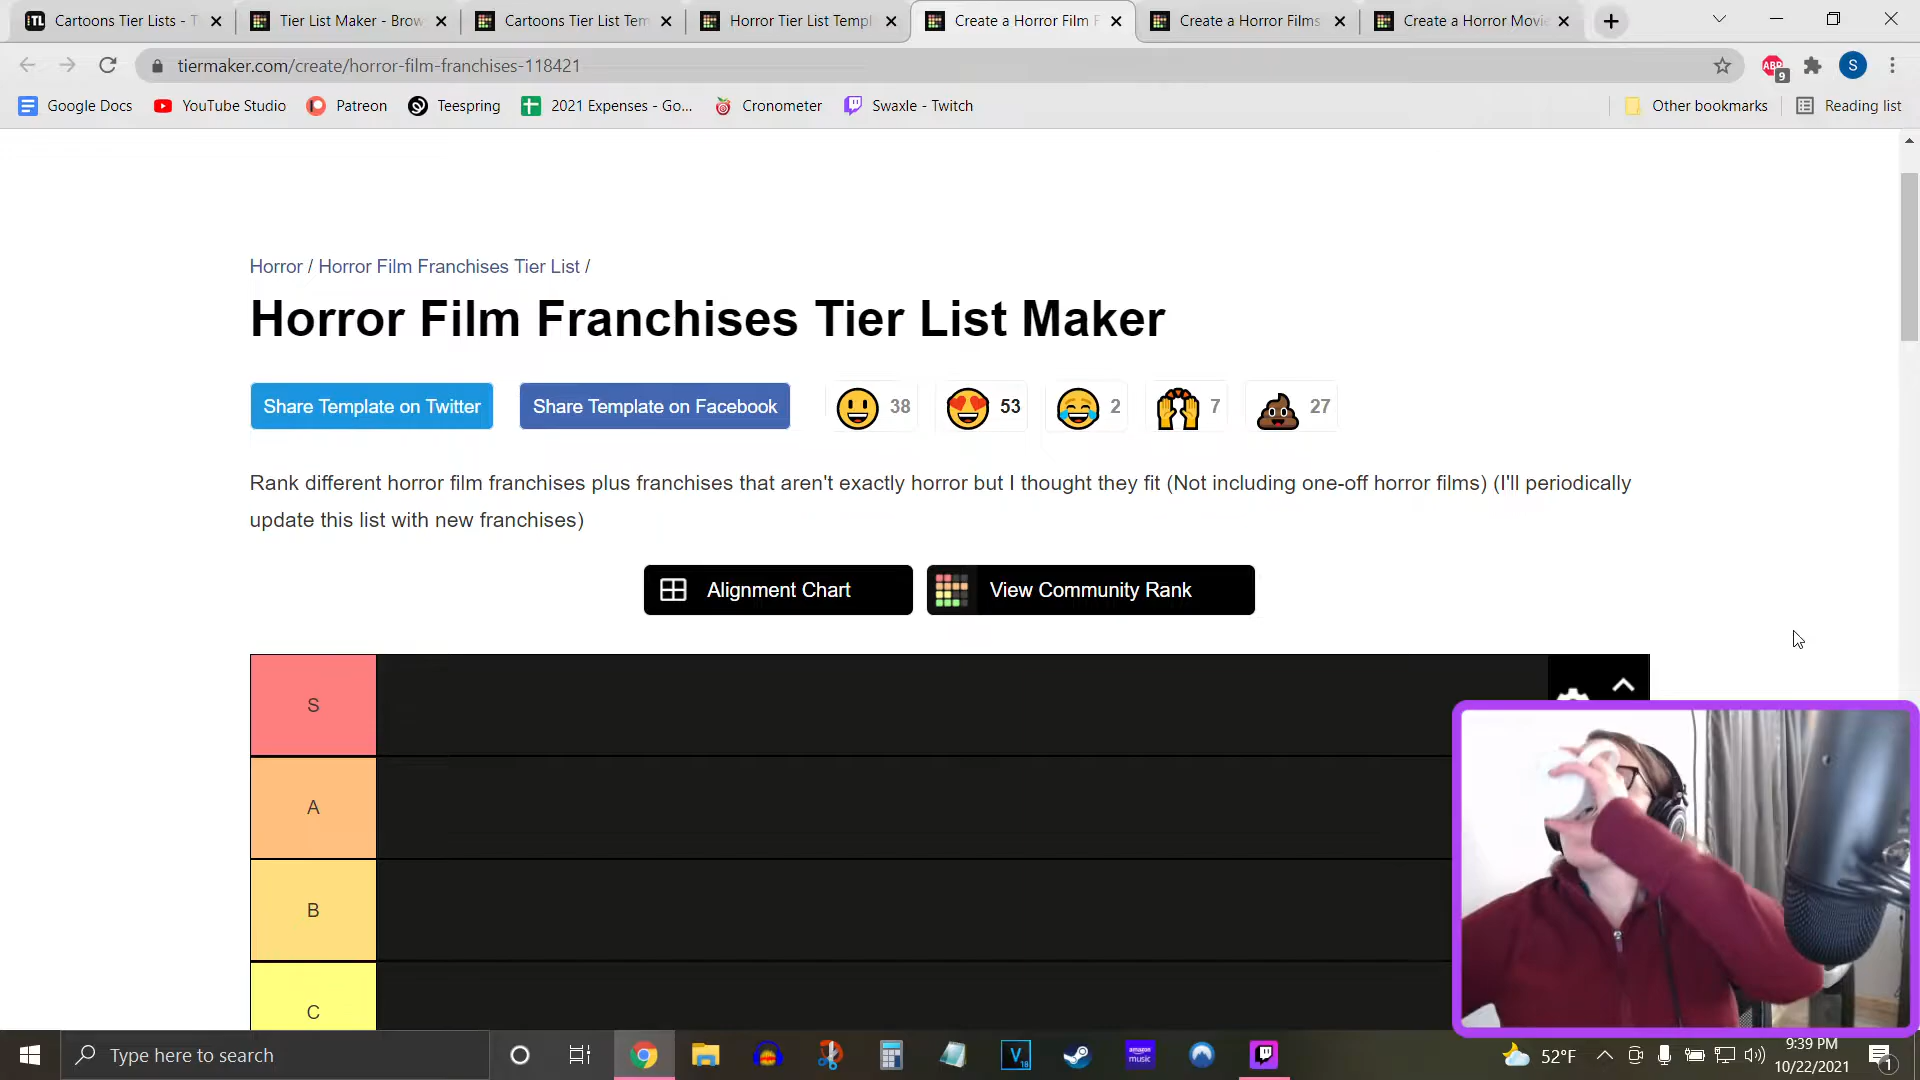 Cartoons Tier Lists - T
Tier List Maker - Brow
Cartoons Tier List Tem
Horror Tier List Templ
Create a Horror Film F
Create a Horror Films
Create a Horror Movie
tiermaker.com/create/horror-film-franchises-118421
ABP
9
S
Google Docs
YouTube Studio
Patreon
Teespring
2021 Expenses - Go...
Cronometer
Swaxle - Twitch
Other bookmarks
Reading list
Horror / Horror Film Franchises Tier List /
Horror Film Franchises Tier List Maker
Share Template on Twitter
Share Template on Facebook
38
53
2
7
27
Rank different horror film franchises plus franchises that aren't exactly horror but I thought they fit (Not including one-off horror films) (I'll periodically
update this list with new franchises)
Alignment Chart
View Community Rank
S
A
B
C
Type here to search
amazon
music
52°F
9:39 PM
10/22/2021
1